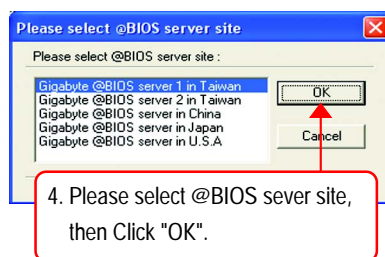 Please select @BIOS server site
Please select @BIOS server site :
Gigabyte @BIOS server 1 in Taiwan
Gigabyte @BIOS server 2 in Taiwan
Gigabyte @BIOS server in China
Gigabyte @BIOS server in Japan
Gigabyte @BIOS server in U.S.A
OK
Cancel
4. Please select @BIOS sever site,
then Click "OK".